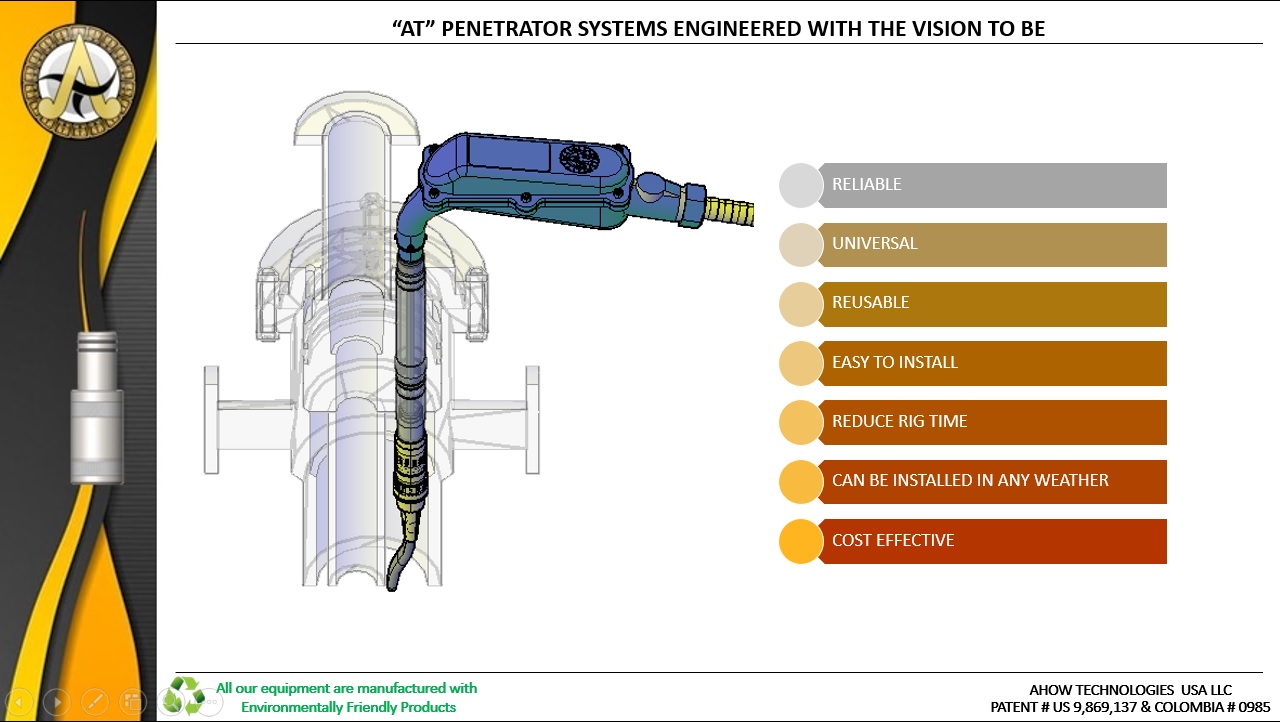 “AT” PENETRATOR SYSTEMS ENGINEERED WITH THE VISION TO BE
RELIABLE
UNIVERSAL
REUSABLE
EASY TO INSTALL
REDUCE RIG TIME
CAN BE INSTALLED IN ANY WEATHER
COST EFFECTIVE
All our equipment are manufactured with
Environmentally Friendly Products
AHOW TECHNOLOGIES USA LLC
PATENT # US 9,869,137 & COLOMBIA # 0985